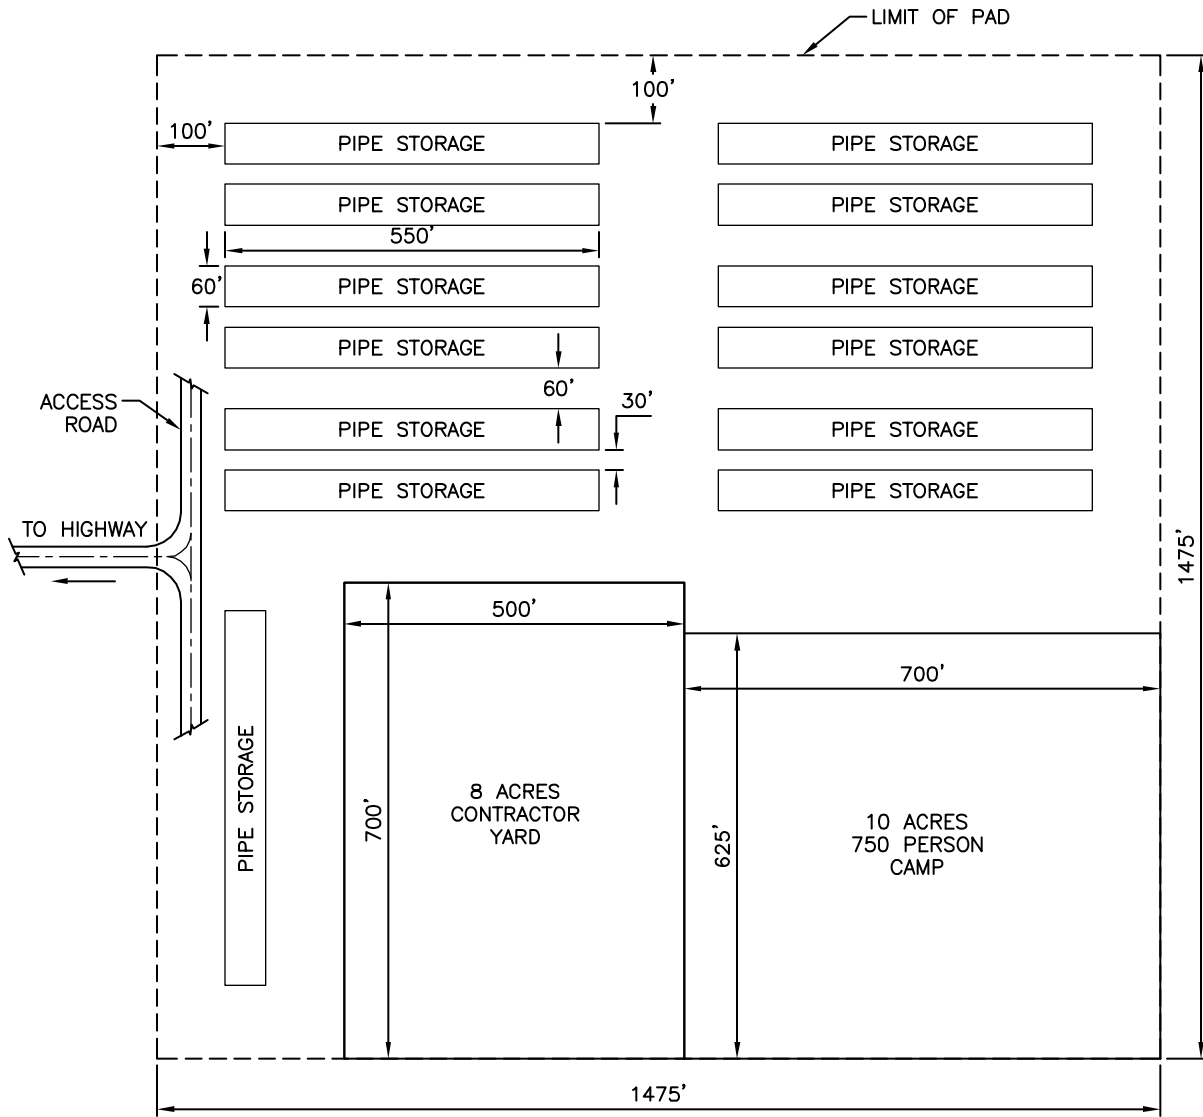 LIMIT OF PAD
100'
100'
PIPE STORAGE
PIPE STORAGE
PIPE STORAGE
PIPE STORAGE
550'
60'
PIPE STORAGE
PIPE STORAGE
PIPE STORAGE
PIPE STORAGE
60'
30'
ACCESS
ROAD
PIPE STORAGE
PIPE STORAGE
PIPE STORAGE
PIPE STORAGE
TO HIGHWAY
1475'
500'
700'
PIPE STORAGE
700'
8 ACRES
CONTRACTOR
YARD
625'
10 ACRES
750 PERSON
CAMP
1475'